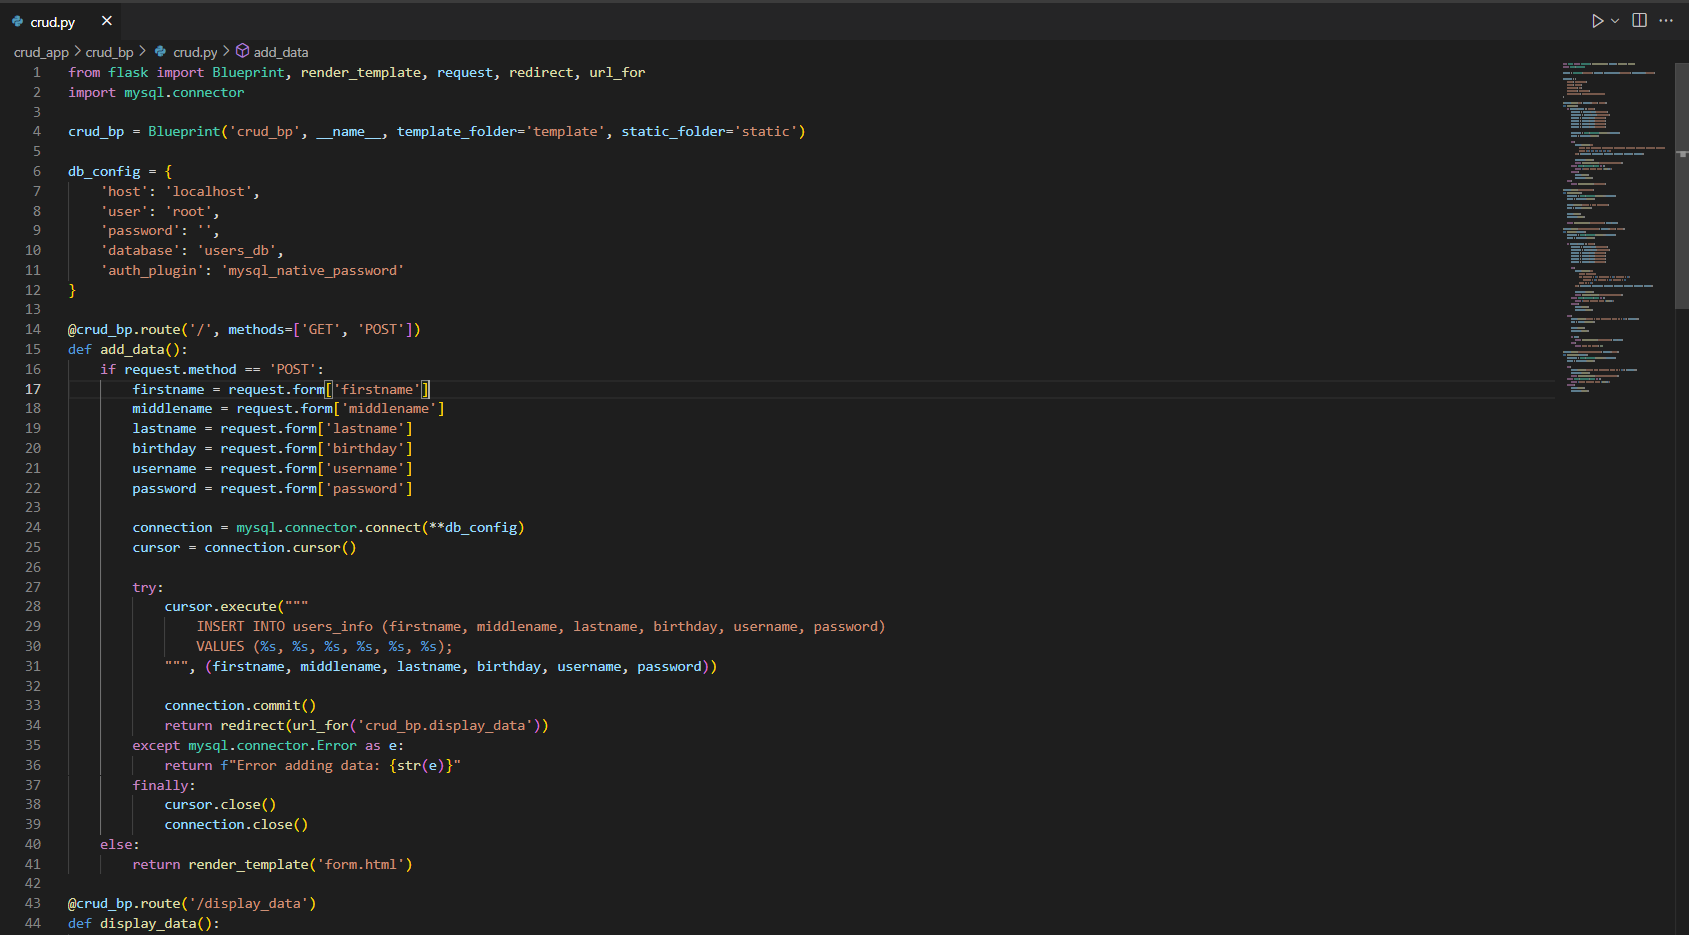 crud.py
crud_app > crud_bp > crud.py > add_data
1 from flask import Blueprint, render_template, request, redirect, url_for
2 import mysql.connector
3
4 crud_bp = Blueprint('crud_bp', __name__, template_folder='template', static_folder='static')
5
6 db_config = {
7     'host': 'localhost',
8     'user': 'root',
9     'password': '',
10     'database': 'users_db',
11     'auth_plugin': 'mysql_native_password'
12 }
13
14 @crud_bp.route('/', methods=['GET', 'POST'])
15 def add_data():
16     if request.method == 'POST':
17         firstname = request.form['firstname']
18         middlename = request.form['middlename']
19         lastname = request.form['lastname']
20         birthday = request.form['birthday']
21         username = request.form['username']
22         password = request.form['password']
23
24         connection = mysql.connector.connect(**db_config)
25         cursor = connection.cursor()
26
27         try:
28             cursor.execute("""
29                 INSERT INTO users_info (firstname, middlename, lastname, birthday, username, password)
30                 VALUES (%s, %s, %s, %s, %s, %s);
31             """, (firstname, middlename, lastname, birthday, username, password))
32
33             connection.commit()
34             return redirect(url_for('crud_bp.display_data'))
35         except mysql.connector.Error as e:
36             return f"Error adding data: {str(e)}"
37         finally:
38             cursor.close()
39             connection.close()
40     else:
41         return render_template('form.html')
42
43 @crud_bp.route('/display_data')
44 def display_data():